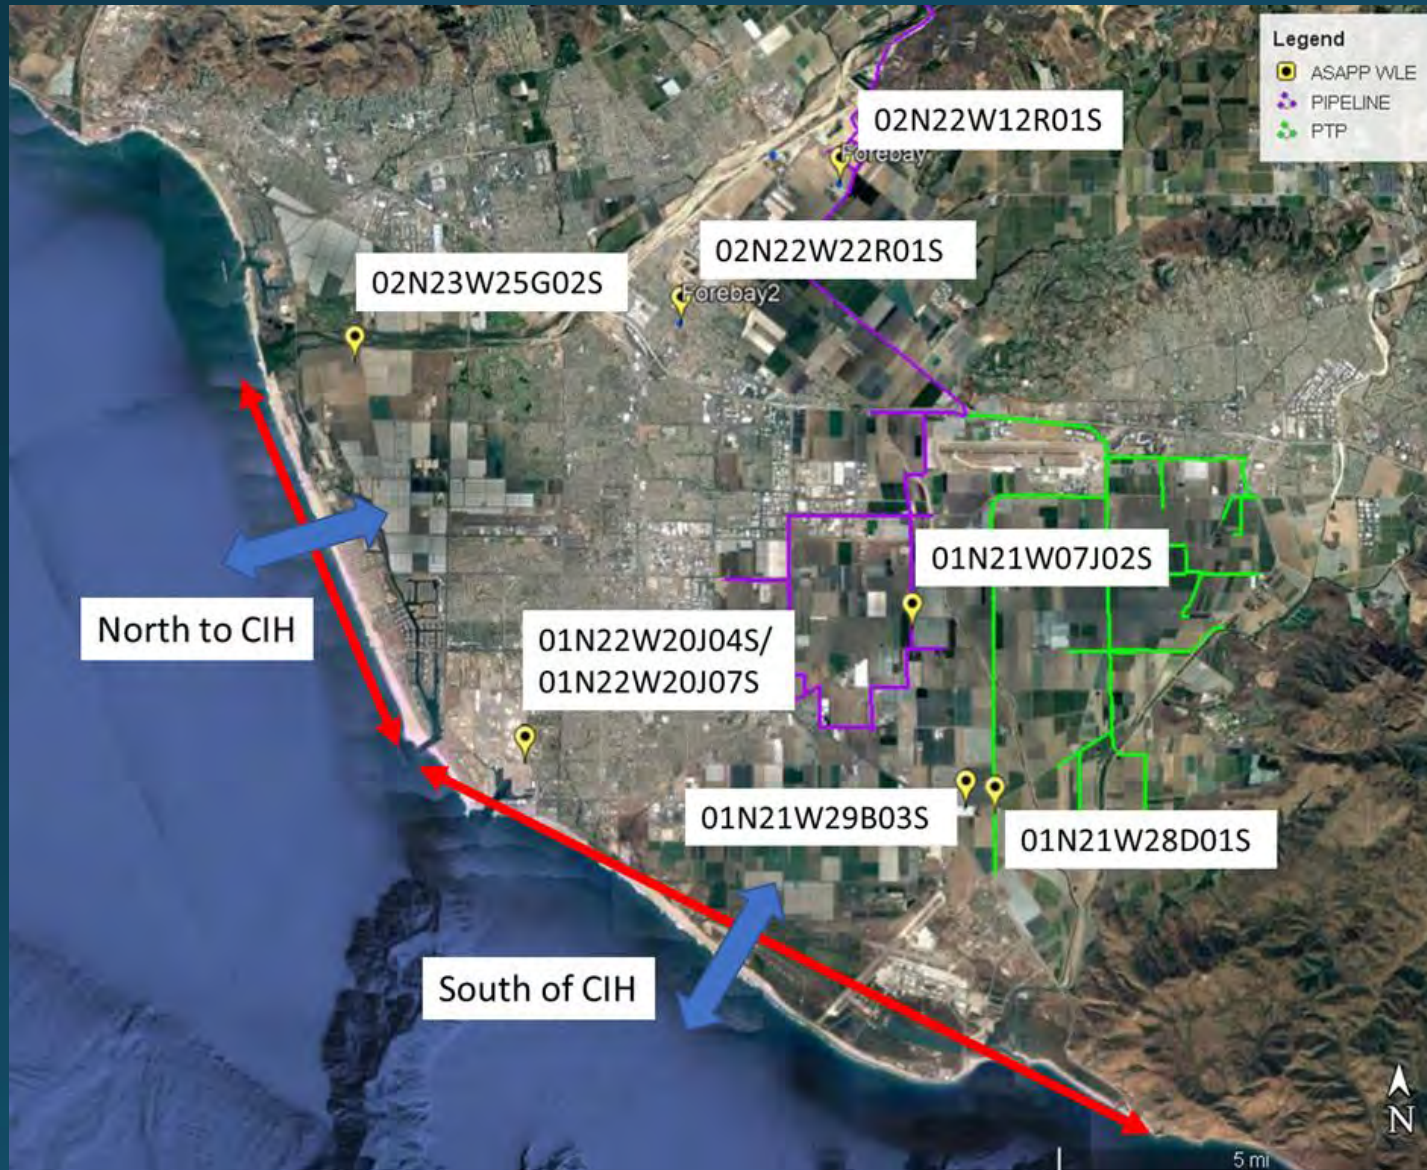 Legend
ASAPP WLE
PIPELINE
PTP
02N22W12R01S
Forebay
02N22W22R01S
Forebay2
02N23W25G02S
01N21W07J02S
North to CIH
01N22W20J04S/
01N22W20J07S
01N21W29B03S
01N21W28D01S
South of CIH
N
5 mi